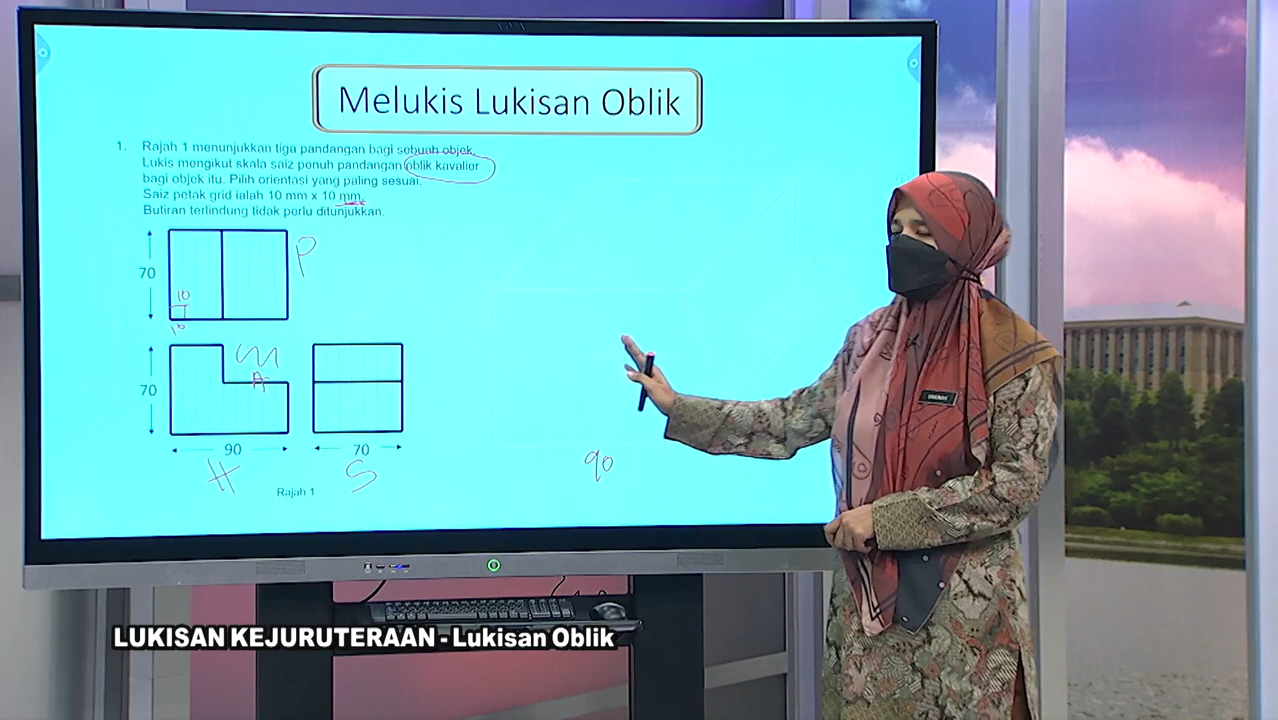 Melukis Lukisan Oblik
1. Rajah 1 menunjukkan tiga pandangan bagi sebuah objek.
Lukis mengikut skala saiz penuh pandangan oblik kavalier
bagi objek itu. Pilih orientasi yang paling sesuai.
Saiz petak grid ialah 10 mm x 10 mm.
Butiran terlindung tidak perlu ditunjukkan.
P
70
10
10
A
70
90
70
H
S
90
Rajah 1
LUKISAN KEJURUTERAAN - Lukisan Oblik